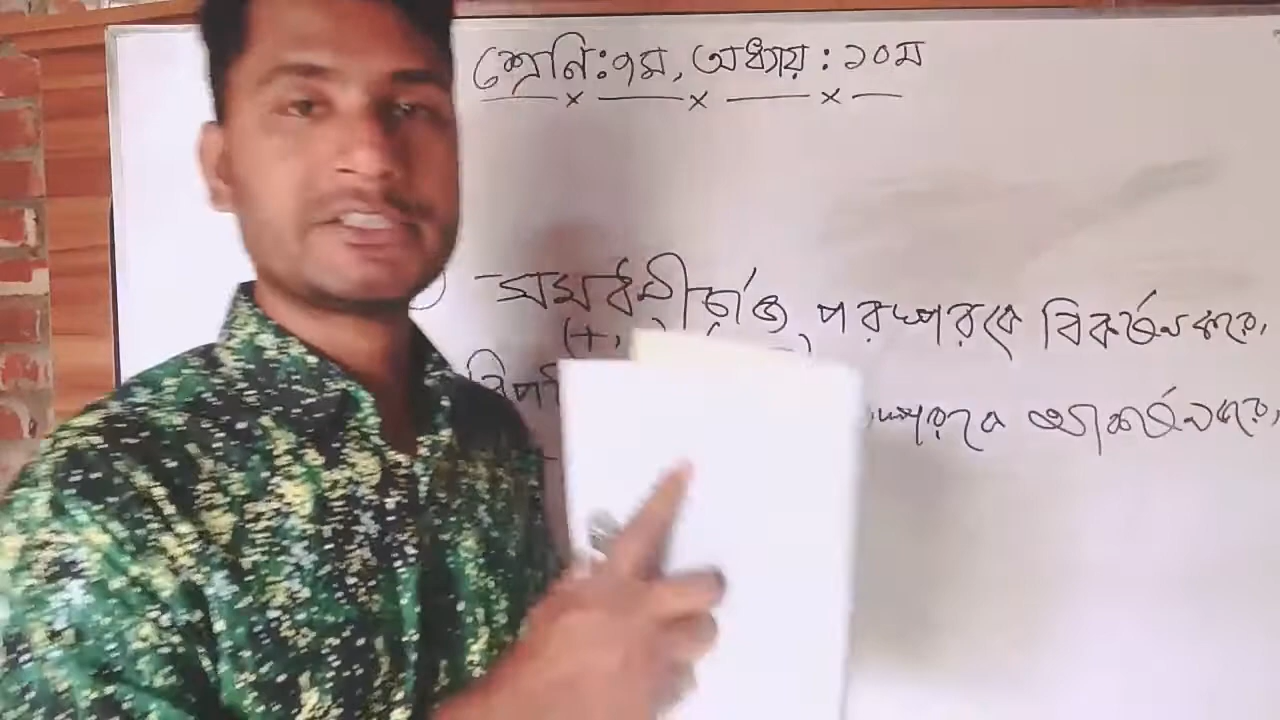 শ্রেণি: ৭ম, অধ্যায় : ১০ম
সমধর্মী চার্জ পরস্পরকে বিকর্ষন করে,
(+,
আকর্ষন করে,